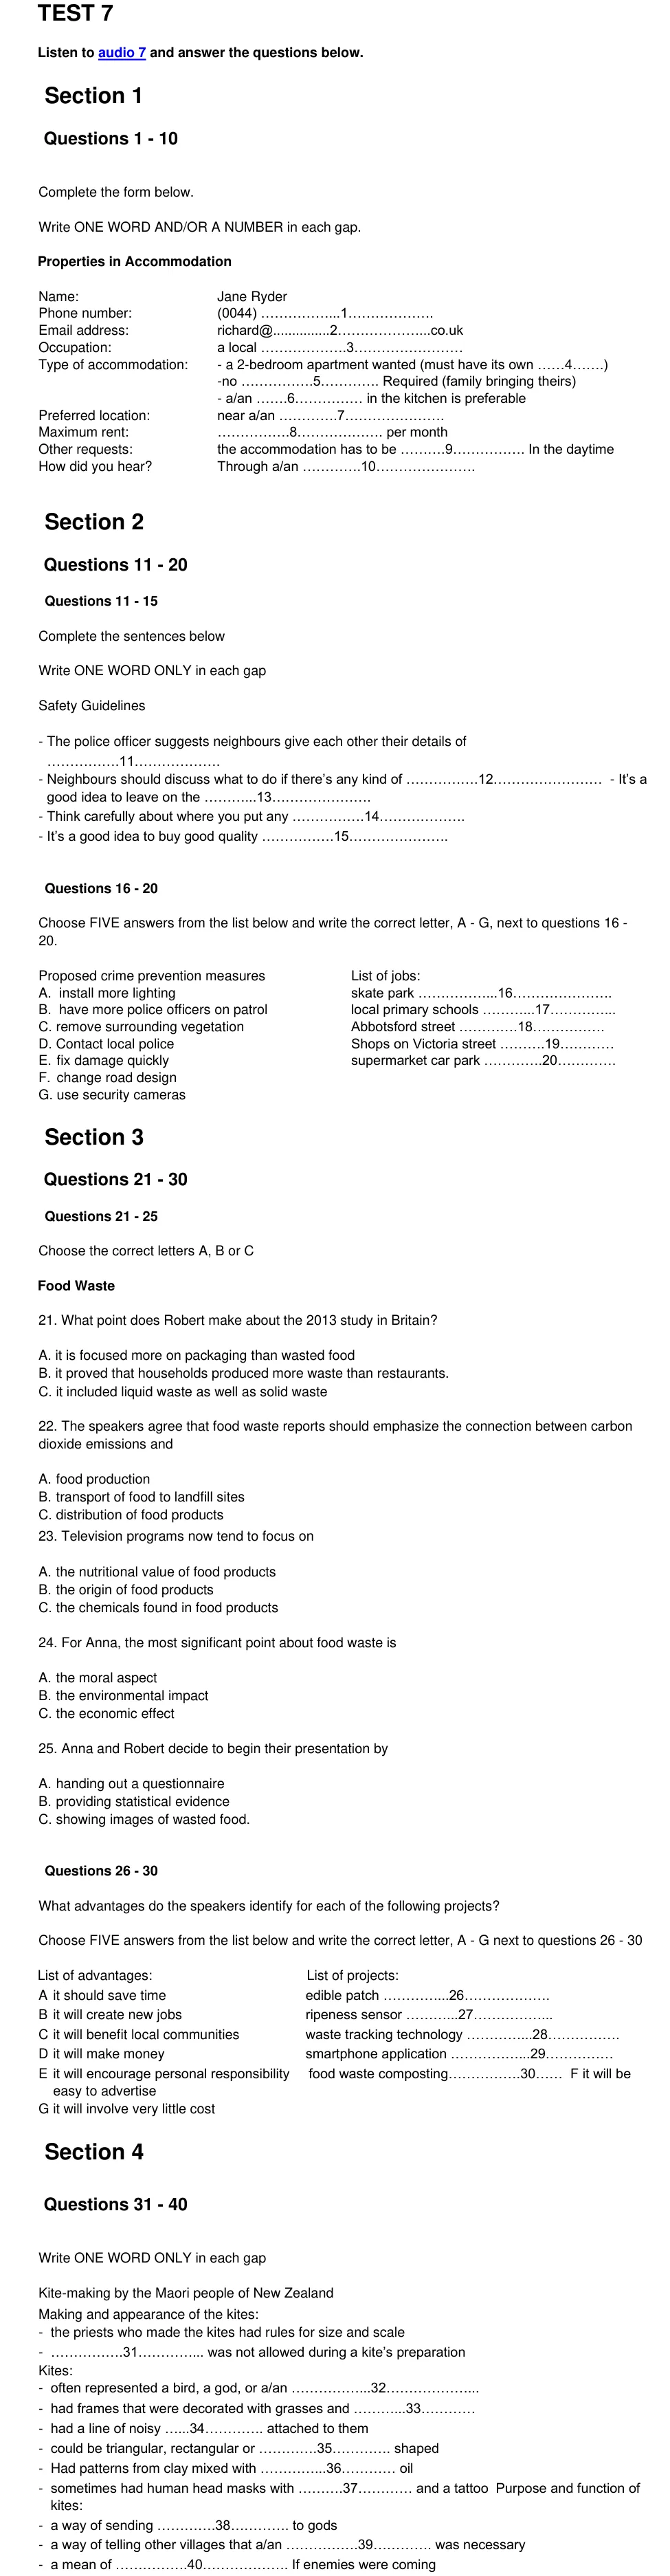 TEST 7
Listen to audio 7 and answer the questions below.
Section 1
Questions 1 - 10
Complete the form below.
Write ONE WORD AND/OR A NUMBER in each gap.
Properties in Accommodation
Name: Jane Ryder
Phone number: (0044) ……………...1……………….
Email address: richard@...............2………………...co.uk
Occupation: a local ……………….3……………………
Type of accommodation: - a 2-bedroom apartment wanted (must have its own ……4…….)
-no …………….5…………. Required (family bringing theirs)
- a/an …….6…………… in the kitchen is preferable
Preferred location: near a/an ………….7………………….
Maximum rent: …………….8………………. per month
Other requests: the accommodation has to be ……….9……………. In the daytime
How did you hear? Through a/an ………….10………………….
Section 2
Questions 11 - 20
Questions 11 - 15
Complete the sentences below
Write ONE WORD ONLY in each gap
Safety Guidelines
- The police officer suggests neighbours give each other their details of
…………….11………………
- Neighbours should discuss what to do if there’s any kind of …………….12…………………… - It’s a
good idea to leave on the ………...13………………….
- Think carefully about where you put any …………….14……………….
- It’s a good idea to buy good quality …………….15………………….
Questions 16 - 20
Choose FIVE answers from the list below and write the correct letter, A - G, next to questions 16 -
20.
Proposed crime prevention measures List of jobs:
A. install more lighting skate park ……………...16………………….
B. have more police officers on patrol local primary schools ………...17…………...
C. remove surrounding vegetation Abbotsford street ………….18…………….
D. Contact local police Shops on Victoria street ……….19…………
E. fix damage quickly supermarket car park ………….20………….
F. change road design
G. use security cameras
Section 3
Questions 21 - 30
Questions 21 - 25
Choose the correct letters A, B or C
Food Waste
21. What point does Robert make about the 2013 study in Britain?
A. it is focused more on packaging than wasted food
B. it proved that households produced more waste than restaurants.
C. it included liquid waste as well as solid waste
22. The speakers agree that food waste reports should emphasize the connection between carbon
dioxide emissions and
A. food production
B. transport of food to landfill sites
C. distribution of food products
23. Television programs now tend to focus on
A. the nutritional value of food products
B. the origin of food products
C. the chemicals found in food products
24. For Anna, the most significant point about food waste is
A. the moral aspect
B. the environmental impact
C. the economic effect
25. Anna and Robert decide to begin their presentation by
A. handing out a questionnaire
B. providing statistical evidence
C. showing images of wasted food.
Questions 26 - 30
What advantages do the speakers identify for each of the following projects?
Choose FIVE answers from the list below and write the correct letter, A - G next to questions 26 - 30
List of advantages: List of projects:
A it should save time edible patch …………...26……………….
B it will create new jobs ripeness sensor ………...27……………...
C it will benefit local communities waste tracking technology …………...28……………
D it will make money smartphone application ……………...29……………
E it will encourage personal responsibility food waste composting…………….30…… F it will be
easy to advertise
G it will involve very little cost
Section 4
Questions 31 - 40
Write ONE WORD ONLY in each gap
Kite-making by the Maori people of New Zealand
Making and appearance of the kites:
- the priests who made the kites had rules for size and scale
- …………….31…………... was not allowed during a kite’s preparation
Kites:
- often represented a bird, a god, or a/an ……………...32………………...
- had frames that were decorated with grasses and ………...33…………
- had a line of noisy …...34…………. attached to them
- could be triangular, rectangular or ………….35…………. shaped
- Had patterns from clay mixed with …………...36………… oil
- sometimes had human head masks with ……….37………… and a tattoo Purpose and function of
kites:
- a way of sending ………….38…………. to gods
- a way of telling other villages that a/an …………….39…………. was necessary
- a mean of …………….40………………. If enemies were coming